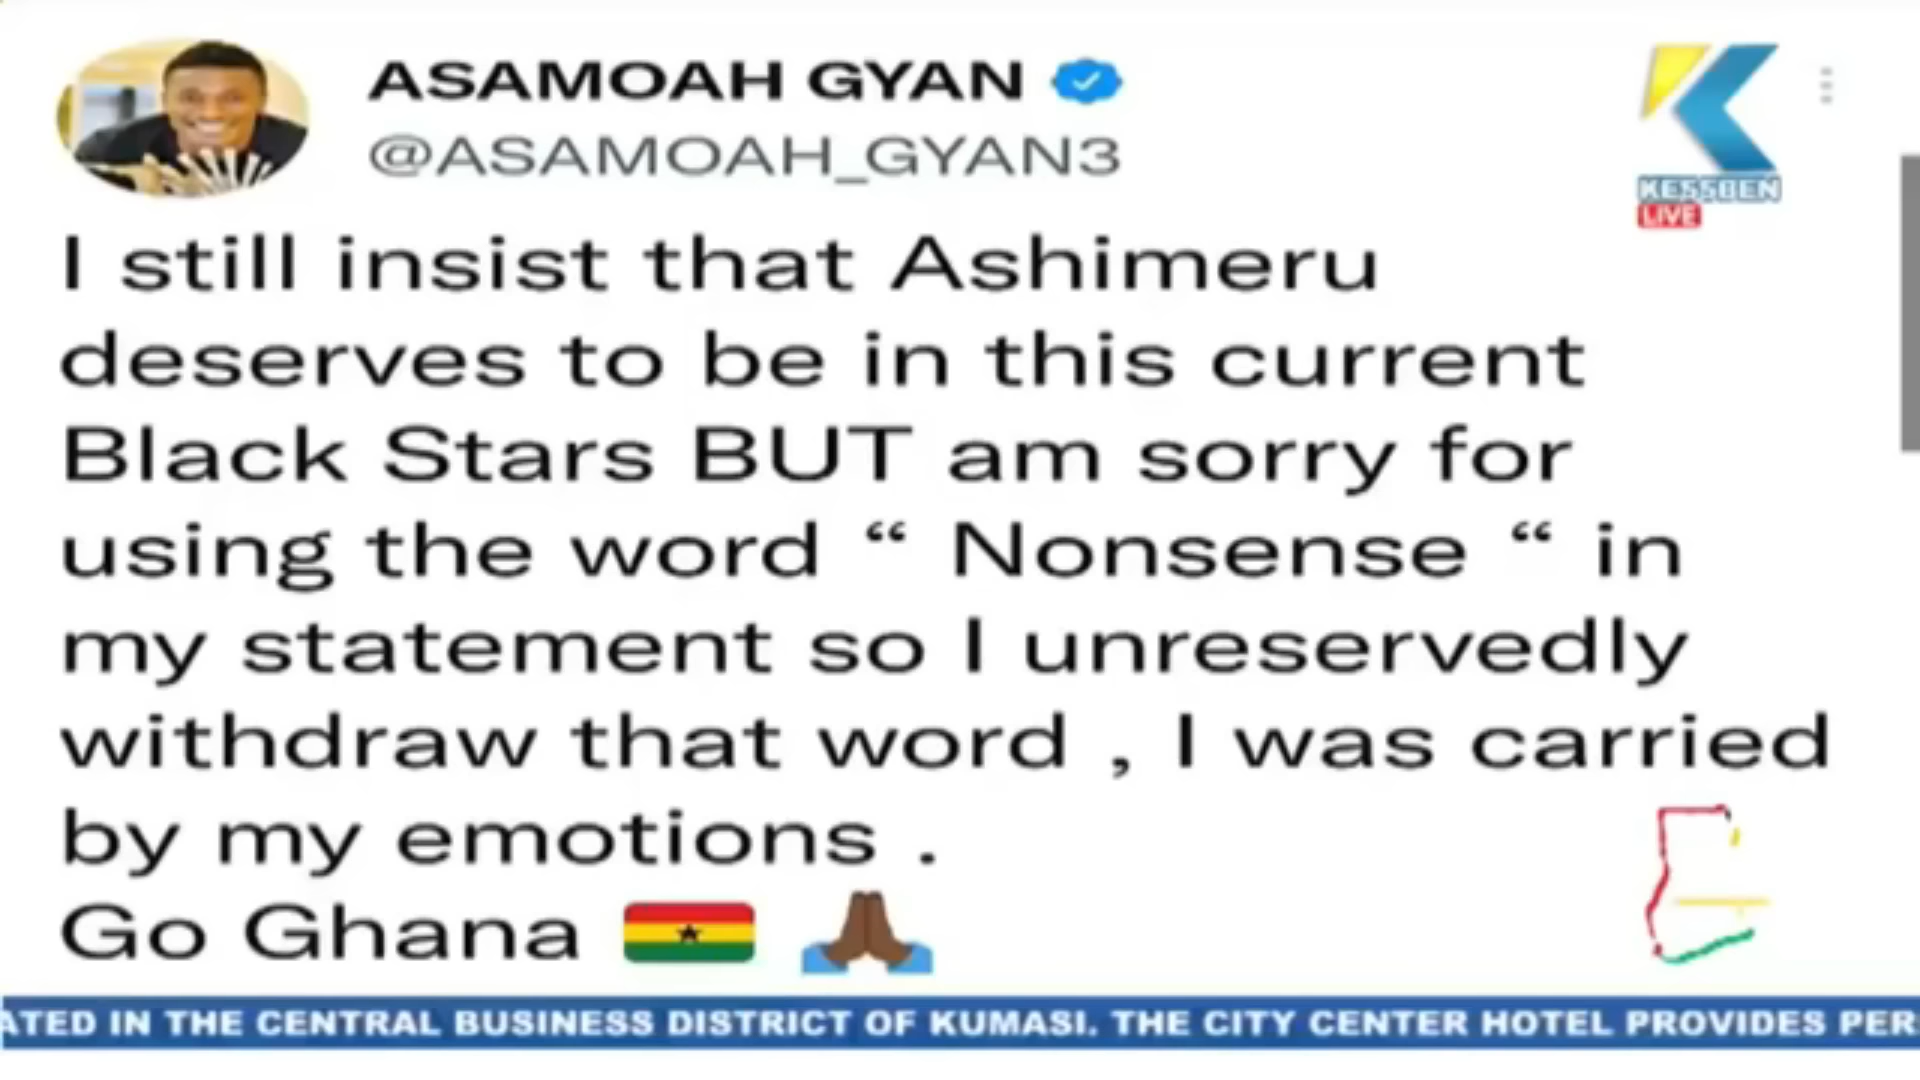 ASAMOAH GYAN
@ASAMOAH_GYAN3
KESSBEN
LIVE
I still insist that Ashimeru
deserves to be in this current
Black Stars BUT am sorry for
using the word “ Nonsense “ in
my statement so I unreservedly
withdraw that word , I was carried
by my emotions .
Go Ghana 🇬🇭 🙏🏾
ATED IN THE CENTRAL BUSINESS DISTRICT OF KUMASI. THE CITY CENTER HOTEL PROVIDES PER